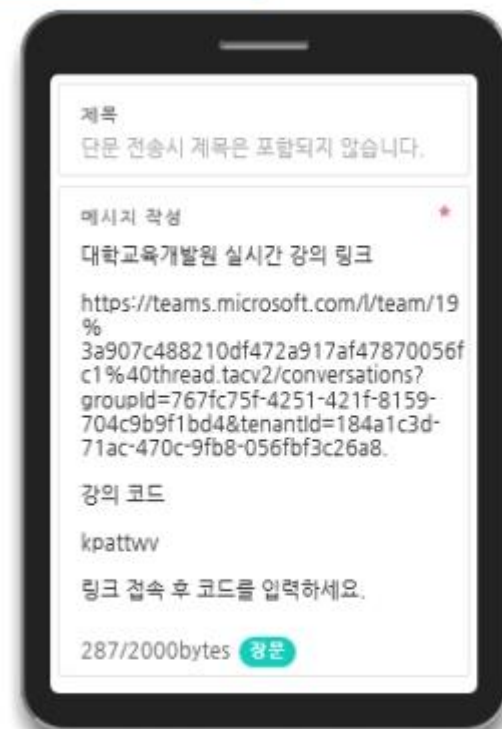 제목
단문 전송시 제목은 포함되지 않습니다.
메시지 작성 *
대학교육개발원 실시간 강의 링크
https://teams.microsoft.com/l/team/19
%
3a907c488210df472a917af47870056f
c1%40thread.tacv2/conversations?
groupId=767fc75f-4251-421f-8159-
704c9b9f1bd4&tenantId=184a1c3d-
71ac-470c-9fb8-056fbf3c26a8.
강의 코드
kpattwv
링크 접속 후 코드를 입력하세요.
287/2000bytes 장문